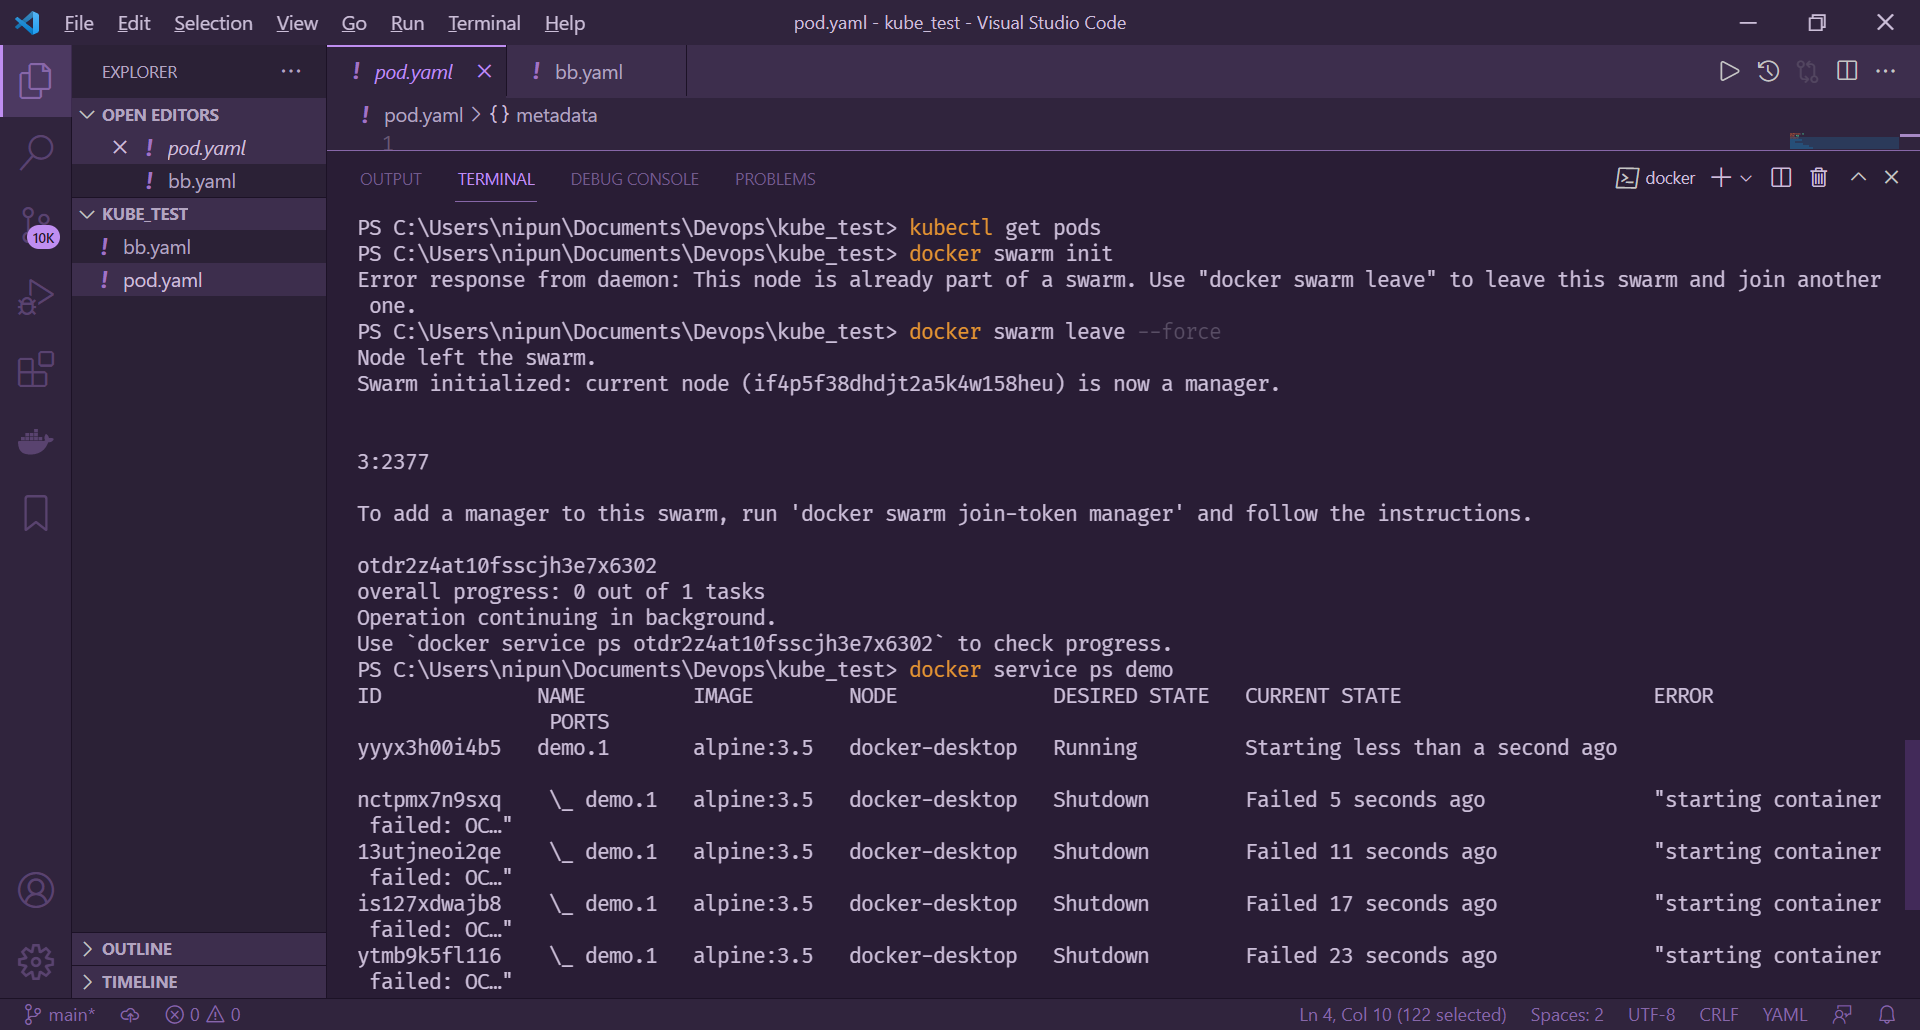 File Edit Selection View Go Run Terminal Help pod.yaml - kube_test - Visual Studio Code
EXPLORER
OPEN EDITORS
pod.yaml
bb.yaml
KUBE_TEST
bb.yaml
pod.yaml
10K
OUTLINE
TIMELINE
! pod.yaml ! bb.yaml
! pod.yaml > {} metadata
1
OUTPUT TERMINAL DEBUG CONSOLE PROBLEMS docker
PS C:\Users\nipun\Documents\Devops\kube_test> kubectl get pods
PS C:\Users\nipun\Documents\Devops\kube_test> docker swarm init
Error response from daemon: This node is already part of a swarm. Use "docker swarm leave" to leave this swarm and join another
one.
PS C:\Users\nipun\Documents\Devops\kube_test> docker swarm leave --force
Node left the swarm.
Swarm initialized: current node (if4p5f38dhdjt2a5k4w158heu) is now a manager.
3:2377
To add a manager to this swarm, run 'docker swarm join-token manager' and follow the instructions.
otdr2z4at10fsscjh3e7x6302
overall progress: 0 out of 1 tasks
Operation continuing in background.
Use `docker service ps otdr2z4at10fsscjh3e7x6302` to check progress.
PS C:\Users\nipun\Documents\Devops\kube_test> docker service ps demo
ID NAME IMAGE NODE DESIRED STATE CURRENT STATE ERROR
PORTS
yyyx3h00i4b5 demo.1 alpine:3.5 docker-desktop Running Starting less than a second ago
nctpmx7n9sxq \_ demo.1 alpine:3.5 docker-desktop Shutdown Failed 5 seconds ago "starting container
failed: OC…"
13utjneoi2qe \_ demo.1 alpine:3.5 docker-desktop Shutdown Failed 11 seconds ago "starting container
failed: OC…"
is127xdwajb8 \_ demo.1 alpine:3.5 docker-desktop Shutdown Failed 17 seconds ago "starting container
failed: OC…"
ytmb9k5fl116 \_ demo.1 alpine:3.5 docker-desktop Shutdown Failed 23 seconds ago "starting container
failed: OC…"
main* 0 0 Ln 4, Col 10 (122 selected) Spaces: 2 UTF-8 CRLF YAML